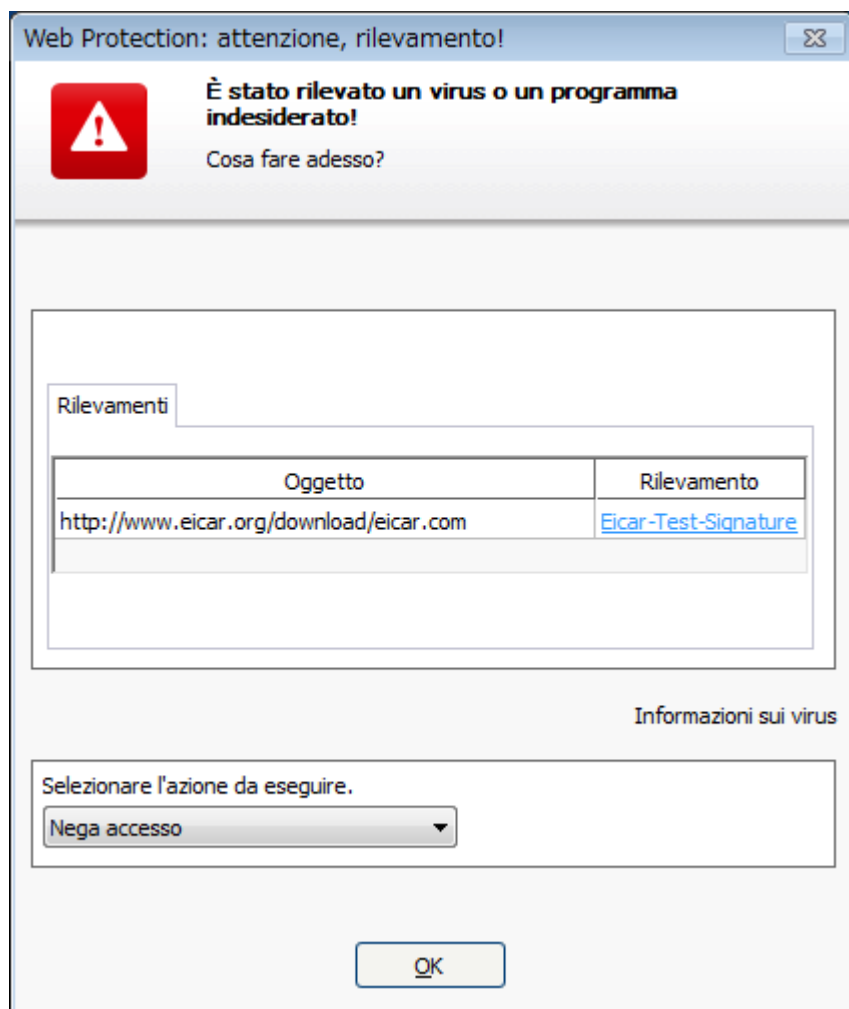 Web Protection: attenzione, rilevamento!
È stato rilevato un virus o un programma
indesiderato!
Cosa fare adesso?
Rilevamenti
Oggetto
Rilevamento
http://www.eicar.org/download/eicar.com
Eicar-Test-Signature
Informazioni sui virus
Selezionare l'azione da eseguire.
Nega accesso
OK